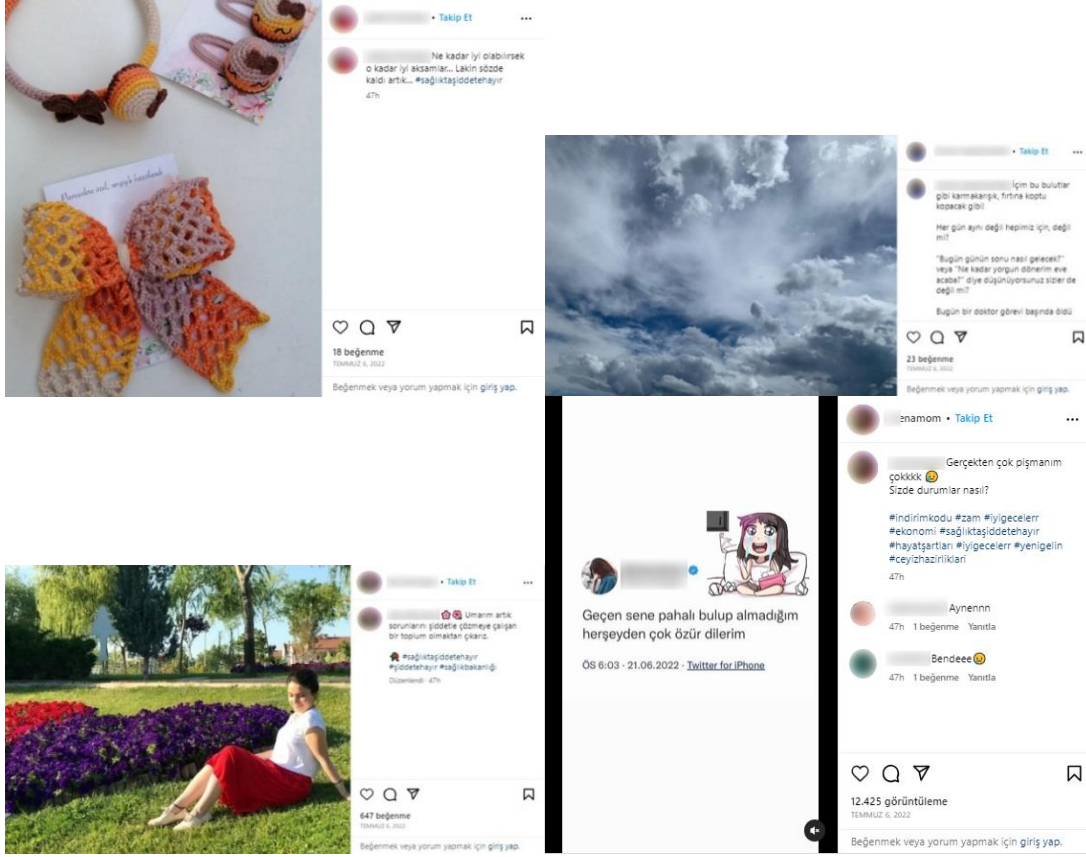 • Takip Et
Ne kadar iyi olabilirsek
o kadar iyi akşamlar... Lakin sözde
kaldı artık... #sağlıktaşiddetehayır
47h
18 beğenme
TEMMUZ 6, 2022
Beğenmek veya yorum yapmak için giriş yap.
• Takip Et
İçim bu bulutlar
gibi karmakarışık, fırtına koptu
kopacak gibi!
Her gün aynı değil hepimiz için, değil
mi?
"Bugün günün sonu nasıl gelecek?"
veya "Ne kadar yorgun dönerim eve
acaba?" diye düşünüyorsunuz sizler de
değil mi?
Bugün bir doktor görevi başında öldü
23 beğenme
TEMMUZ 6, 2022
Beğenmek veya yorum yapmak için giriş yap.
• Takip Et
Umarım artık
sorunlarını şiddetle çözmeye çalışan
bir toplum olmaktan çıkarız.
#sağlıktaşiddetehayır
#şiddetehayır #sağlıkbakanlığı
Düzenlendi · 47h
647 beğenme
TEMMUZ 6, 2022
Beğenmek veya yorum yapmak için giriş yap.
Geçen sene pahalı bulup almadığım
herşeyden çok özür dilerim
ÖS 6:03 · 21.06.2022 · Twitter for iPhone
enamom • Takip Et
Gerçekten çok pişmanım
çokkkk 😥
Sizde durumlar nasıl?
#indirimkodu #zam #iyigecelerr
#ekonomi #sağlıktaşiddetehayır
#hayatşartları #iyigecelerr #yenigelin
#ceyizhazirliklari
47h
Aynennn
47h 1 beğenme Yanıtla
Bendeee😥
47h 1 beğenme Yanıtla
12.425 görüntüleme
TEMMUZ 6, 2022
Beğenmek veya yorum yapmak için giriş yap.